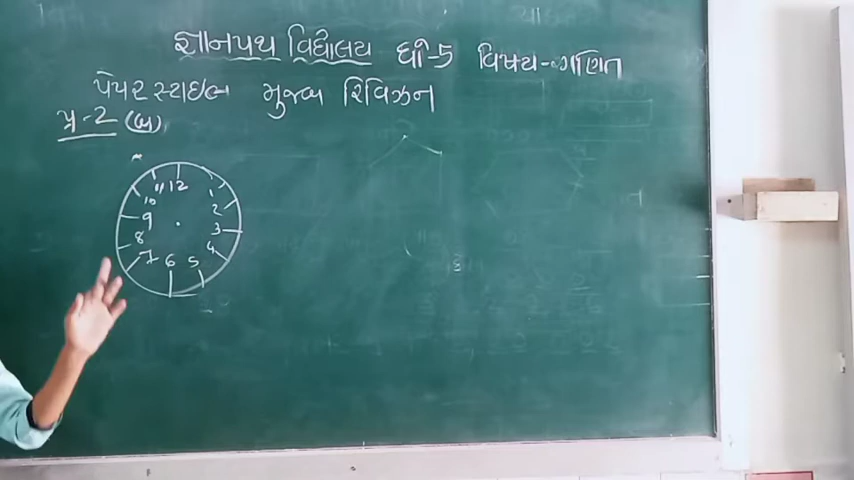 જ્ઞાનપથ વિદ્યાલય ધો-5 વિષય-ગણિત
પેપર સ્ટાઇલ મુજબ રિવિઝન
પ્ર-2 (બ)
11 12 1
10 2
9 3
8 4
7 6 5